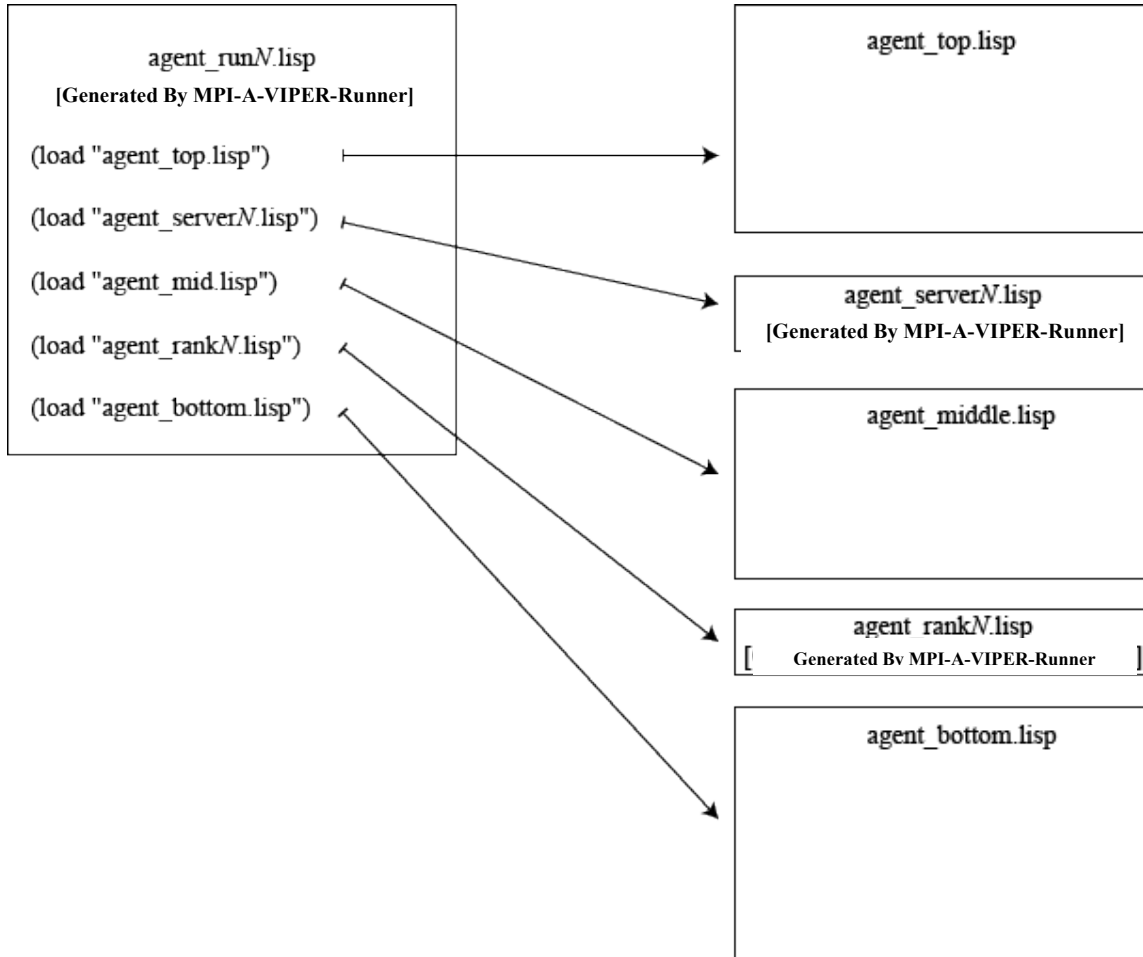 agent_runN.lisp
[Generated By MPI-A-VIPER-Runner]
(load "agent_top.lisp")
(load "agent_serverN.lisp")
(load "agent_mid.lisp")
(load "agent_rankN.lisp")
(load "agent_bottom.lisp")
agent_top.lisp
agent_serverN.lisp
[Generated By MPI-A-VIPER-Runner]
agent_middle.lisp
agent_rankN.lisp
[Generated By MPI-A-VIPER-Runner]
agent_bottom.lisp